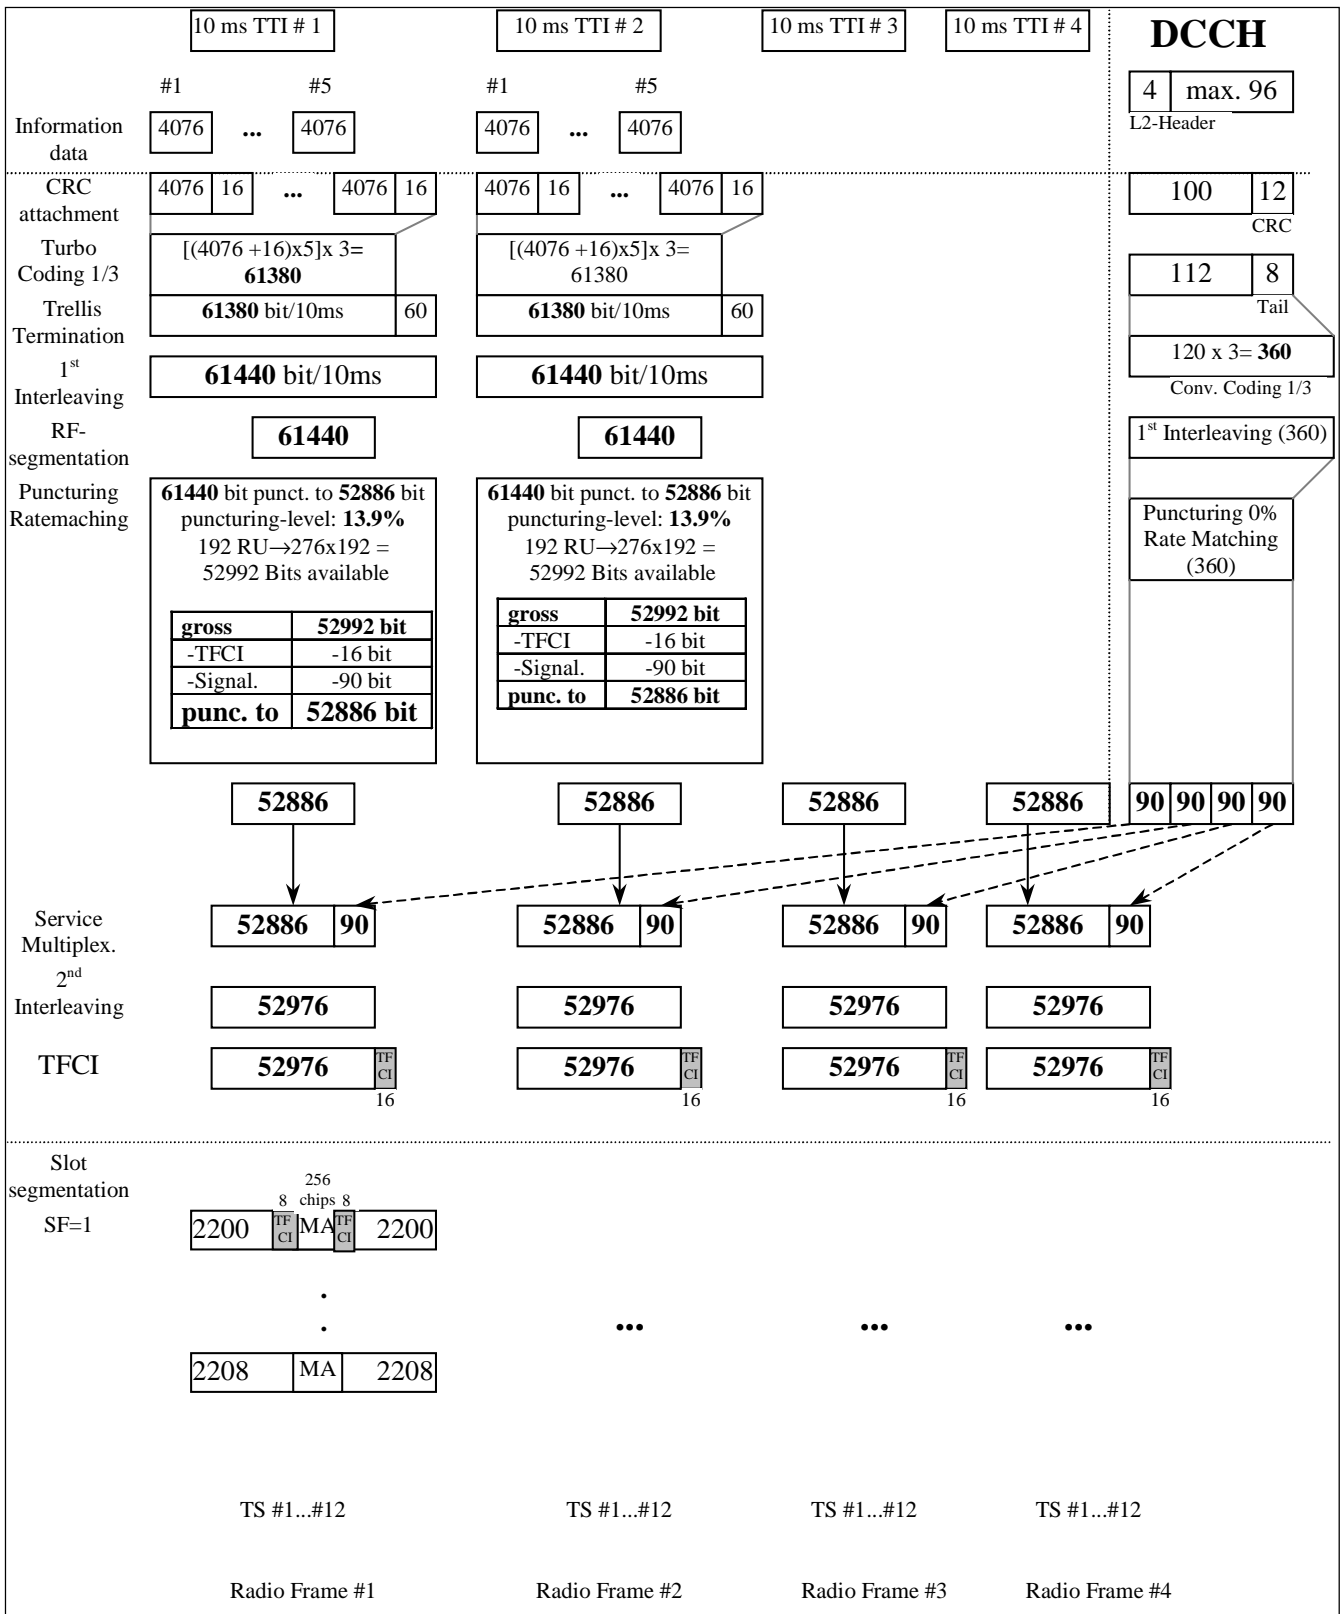 10 ms TTI # 1 10 ms TTI # 2 10 ms TTI # 3 10 ms TTI # 4 DCCH
#1 #5 #1 #5
4 max. 96
L2-Header
Information
data
4076 ... 4076 4076 ... 4076
CRC
attachment
4076 16 ... 4076 16 4076 16 ... 4076 16
100 12
CRC
Turbo
Coding 1/3
[(4076 +16)x5]x 3=
61380
[(4076 +16)x5]x 3=
61380
112 8
Tail
Trellis
Termination
61380 bit/10ms 60 61380 bit/10ms 60
120 x 3= 360
Conv. Coding 1/3
1st
Interleaving
61440 bit/10ms 61440 bit/10ms
RF-
segmentation
61440 61440
1st Interleaving (360)
Puncturing
Ratemaching
61440 bit punct. to 52886 bit
puncturing-level: 13.9%
192 RU→276x192 =
52992 Bits available
gross 52992 bit
-TFCI -16 bit
-Signal. -90 bit
punc. to 52886 bit
61440 bit punct. to 52886 bit
puncturing-level: 13.9%
192 RU→276x192 =
52992 Bits available
gross 52992 bit
-TFCI -16 bit
-Signal. -90 bit
punc. to 52886 bit
Puncturing 0%
Rate Matching
(360)
52886 52886 52886 52886 90 90 90 90
Service
Multiplex.
52886 90 52886 90 52886 90 52886 90
2nd
Interleaving
52976 52976 52976 52976
TFCI
52976 TF CI 52976 TF CI 52976 TF CI 52976 TF CI
16 16 16 16
Slot
segmentation
SF=1
256
8 chips 8
2200 TF CI MA TF CI 2200
.
. ... ... ...
2208 MA 2208
TS #1...#12 TS #1...#12 TS #1...#12 TS #1...#12
Radio Frame #1 Radio Frame #2 Radio Frame #3 Radio Frame #4